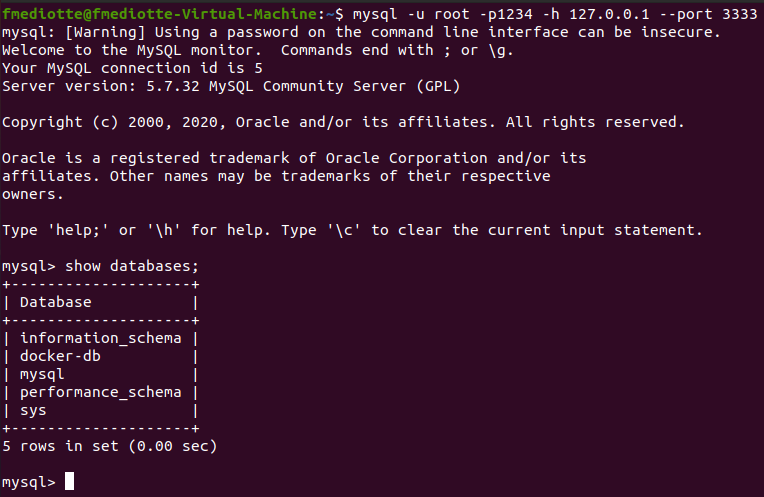 fmediotte@fmediotte-Virtual-Machine:~$ mysql -u root -p1234 -h 127.0.0.1 --port 3333
mysql: [Warning] Using a password on the command line interface can be insecure.
Welcome to the MySQL monitor.  Commands end with ; or \g.
Your MySQL connection id is 5
Server version: 5.7.32 MySQL Community Server (GPL)

Copyright (c) 2000, 2020, Oracle and/or its affiliates. All rights reserved.

Oracle is a registered trademark of Oracle Corporation and/or its
affiliates. Other names may be trademarks of their respective
owners.

Type 'help;' or '\h' for help. Type '\c' to clear the current input statement.

mysql> show databases;
+--------------------+
| Database           |
+--------------------+
| information_schema |
| docker-db          |
| mysql              |
| performance_schema |
| sys                |
+--------------------+
5 rows in set (0.00 sec)

mysql>